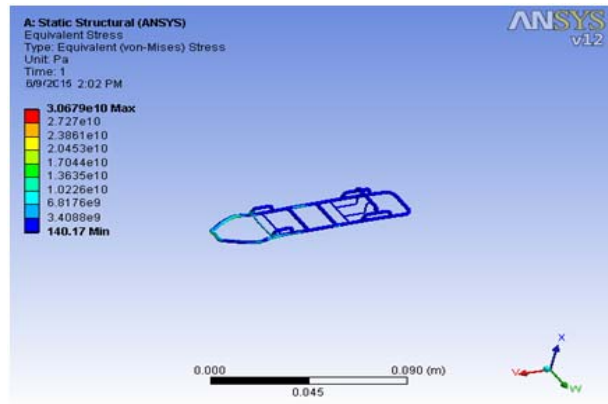 A: Static Structural (ANSYS)
Equivalent Stress
Type: Equivalent (von-Mises) Stress
Unit: Pa
Time: 1
6/9/2015 2:02 PM
ANSYS
v12
3.0679e10 Max
2.727e10
2.3861e10
2.0453e10
1.7044e10
1.3635e10
1.0226e10
6.8176e9
3.4088e9
140.17 Min
0.000
0.090 (m)
0.045
X